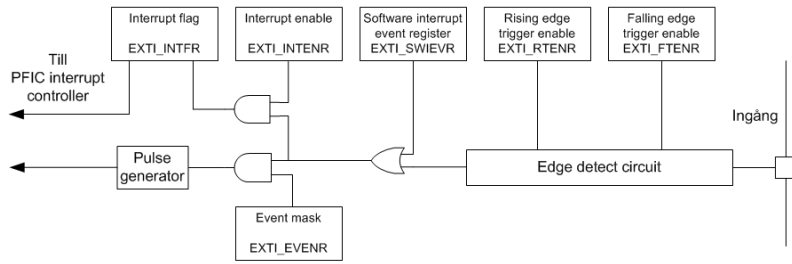 Interrupt flag
EXTI_INTFR
Interrupt enable
EXTI_INTENR
Software interrupt
event register
EXTI_SWIEVR
Rising edge
trigger enable
EXTI_RTENR
Falling edge
trigger enable
EXTI_FTENR
Till
PFIC interrupt
controller
Ingång
Pulse
generator
Edge detect circuit
Event mask
EXTI_EVENR